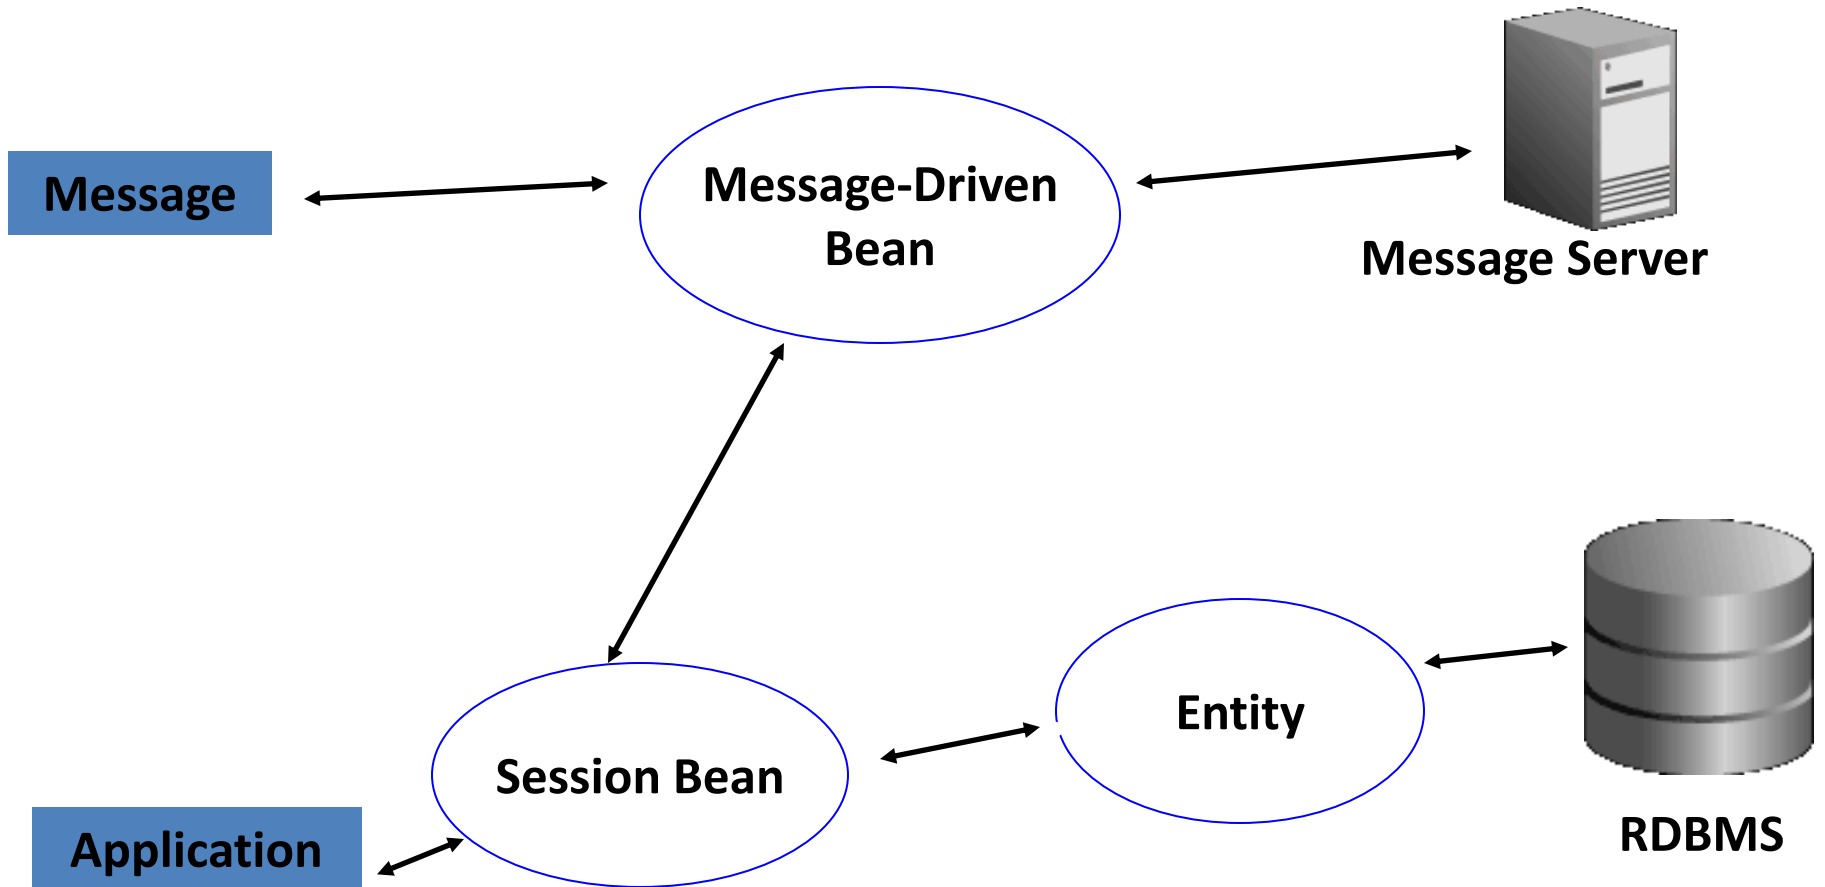 Message
Message-Driven
Bean
Message Server
Session Bean
Entity
Application
RDBMS